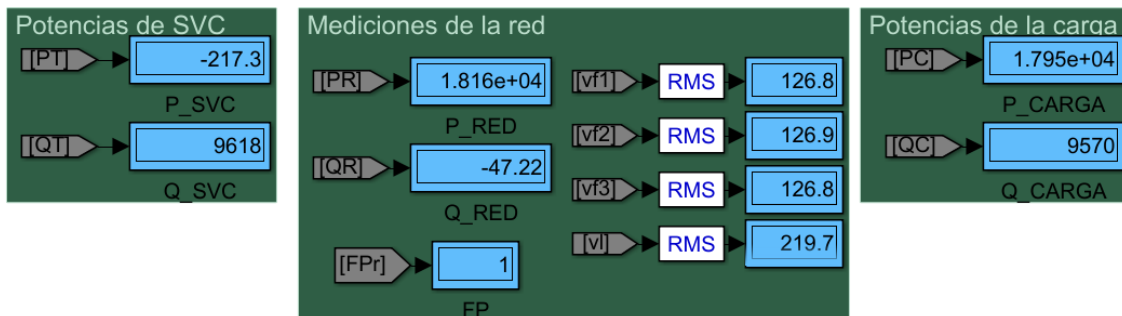 Potencias de SVC
[PT]
-217.3
P_SVC
[QT]
9618
Q_SVC
Mediciones de la red
[PR]
1.816e+04
P_RED
[QR]
-47.22
Q_RED
[FPr]
1
FP
[vf1]
RMS
126.8
[vf2]
RMS
126.9
[vf3]
RMS
126.8
[vl]
RMS
219.7
Potencias de la carga
[PC]
1.795e+04
P_CARGA
[QC]
9570
Q_CARGA